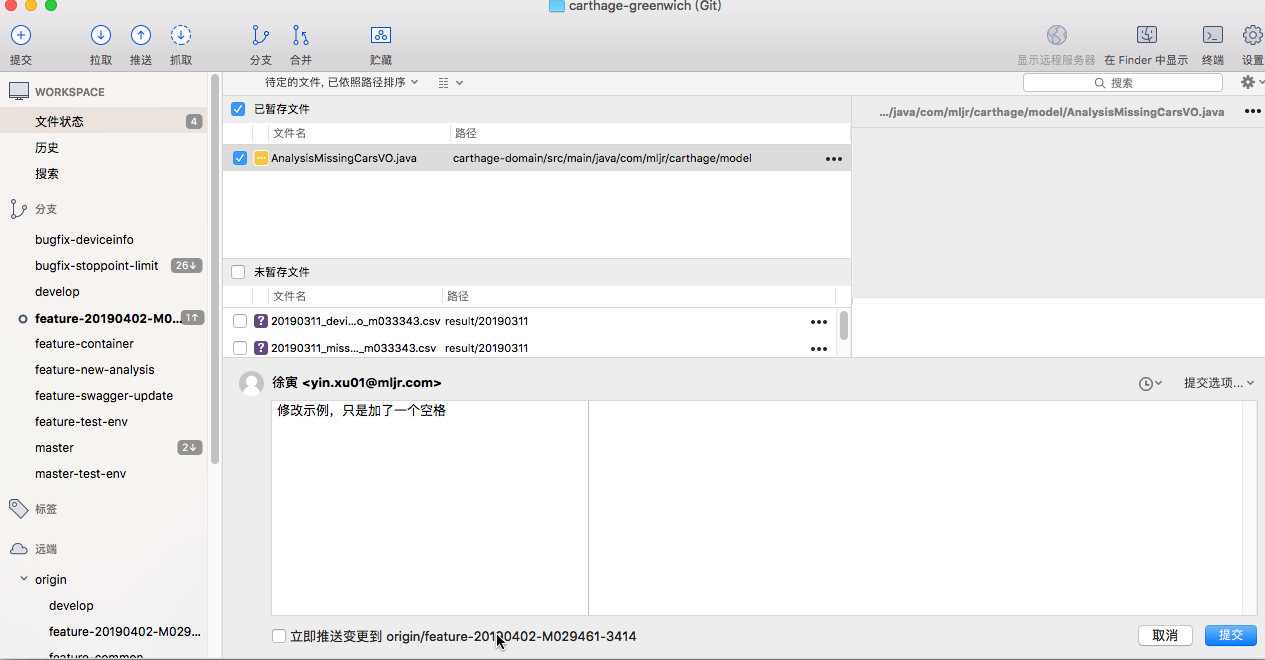 carthage-greenwich (Git)
提交
拉取
推送
抓取
分支
合并
贮藏
显示远程服务器
在 Finder 中显示
终端
设置
WORKSPACE
文件状态 4
历史
搜索
分支
bugfix-deviceinfo
bugfix-stoppoint-limit 26↓
develop
feature-20190402-M0... 1↑
feature-container
feature-new-analysis
feature-swagger-update
feature-test-env
master 2↓
master-test-env
标签
远端
origin
develop
feature-20190402-M029...
feature-common
待定的文件, 已依照路径排序
搜索
已暂存文件
文件名 路径
AnalysisMissingCarsVO.java carthage-domain/src/main/java/com/mljr/carthage/model
.../java/com/mljr/carthage/model/AnalysisMissingCarsVO.java
未暂存文件
文件名 路径
? 20190311_devi...o_m033343.csv result/20190311
? 20190311_miss..._m033343.csv result/20190311
徐寅 <yin.xu01@mljr.com>
提交选项...
修改示例，只是加了一个空格
立即推送变更到 origin/feature-20190402-M029461-3414
取消
提交